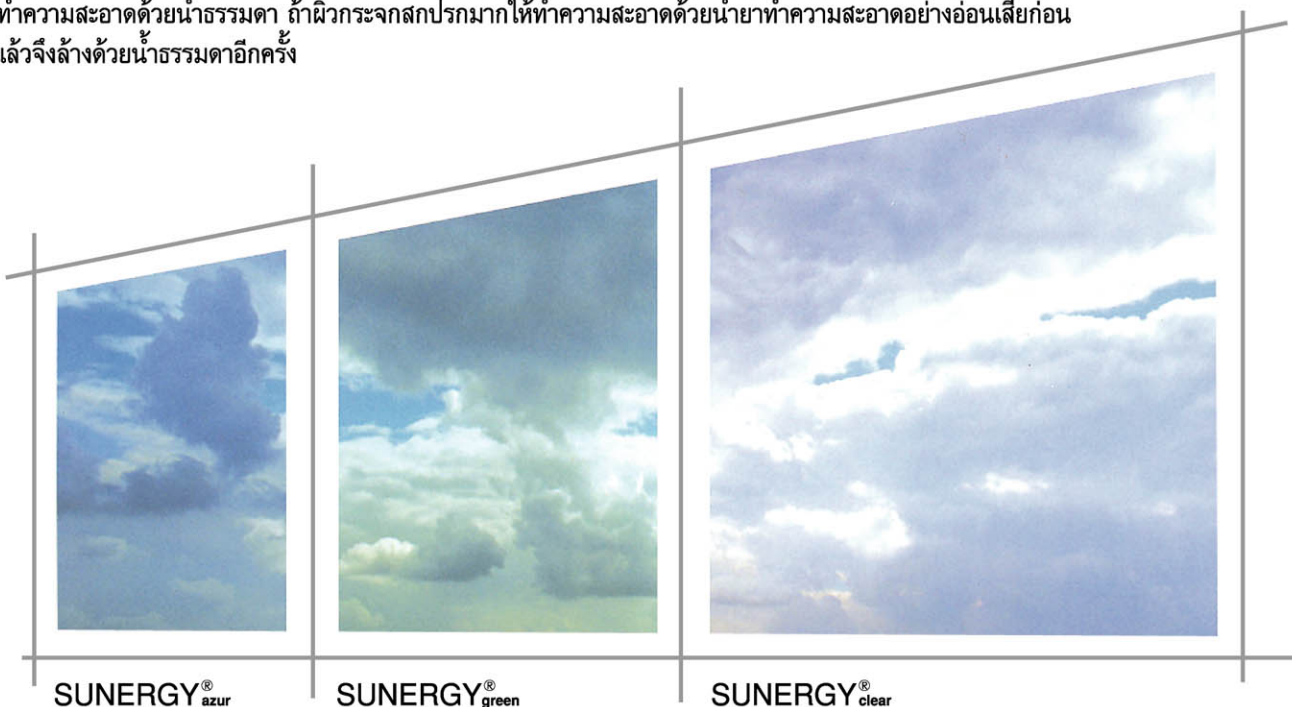 ทำความสะอาดด้วยน้ำธรรมดา ถ้าผิวกระจกสกปรกมากให้ทำความสะอาดด้วยน้ำยาทำความสะอาดอย่างอ่อนเสียก่อน
แล้วจึงล้างด้วยน้ำธรรมดาอีกครั้ง
SUNERGY® azur
SUNERGY® green
SUNERGY® clear